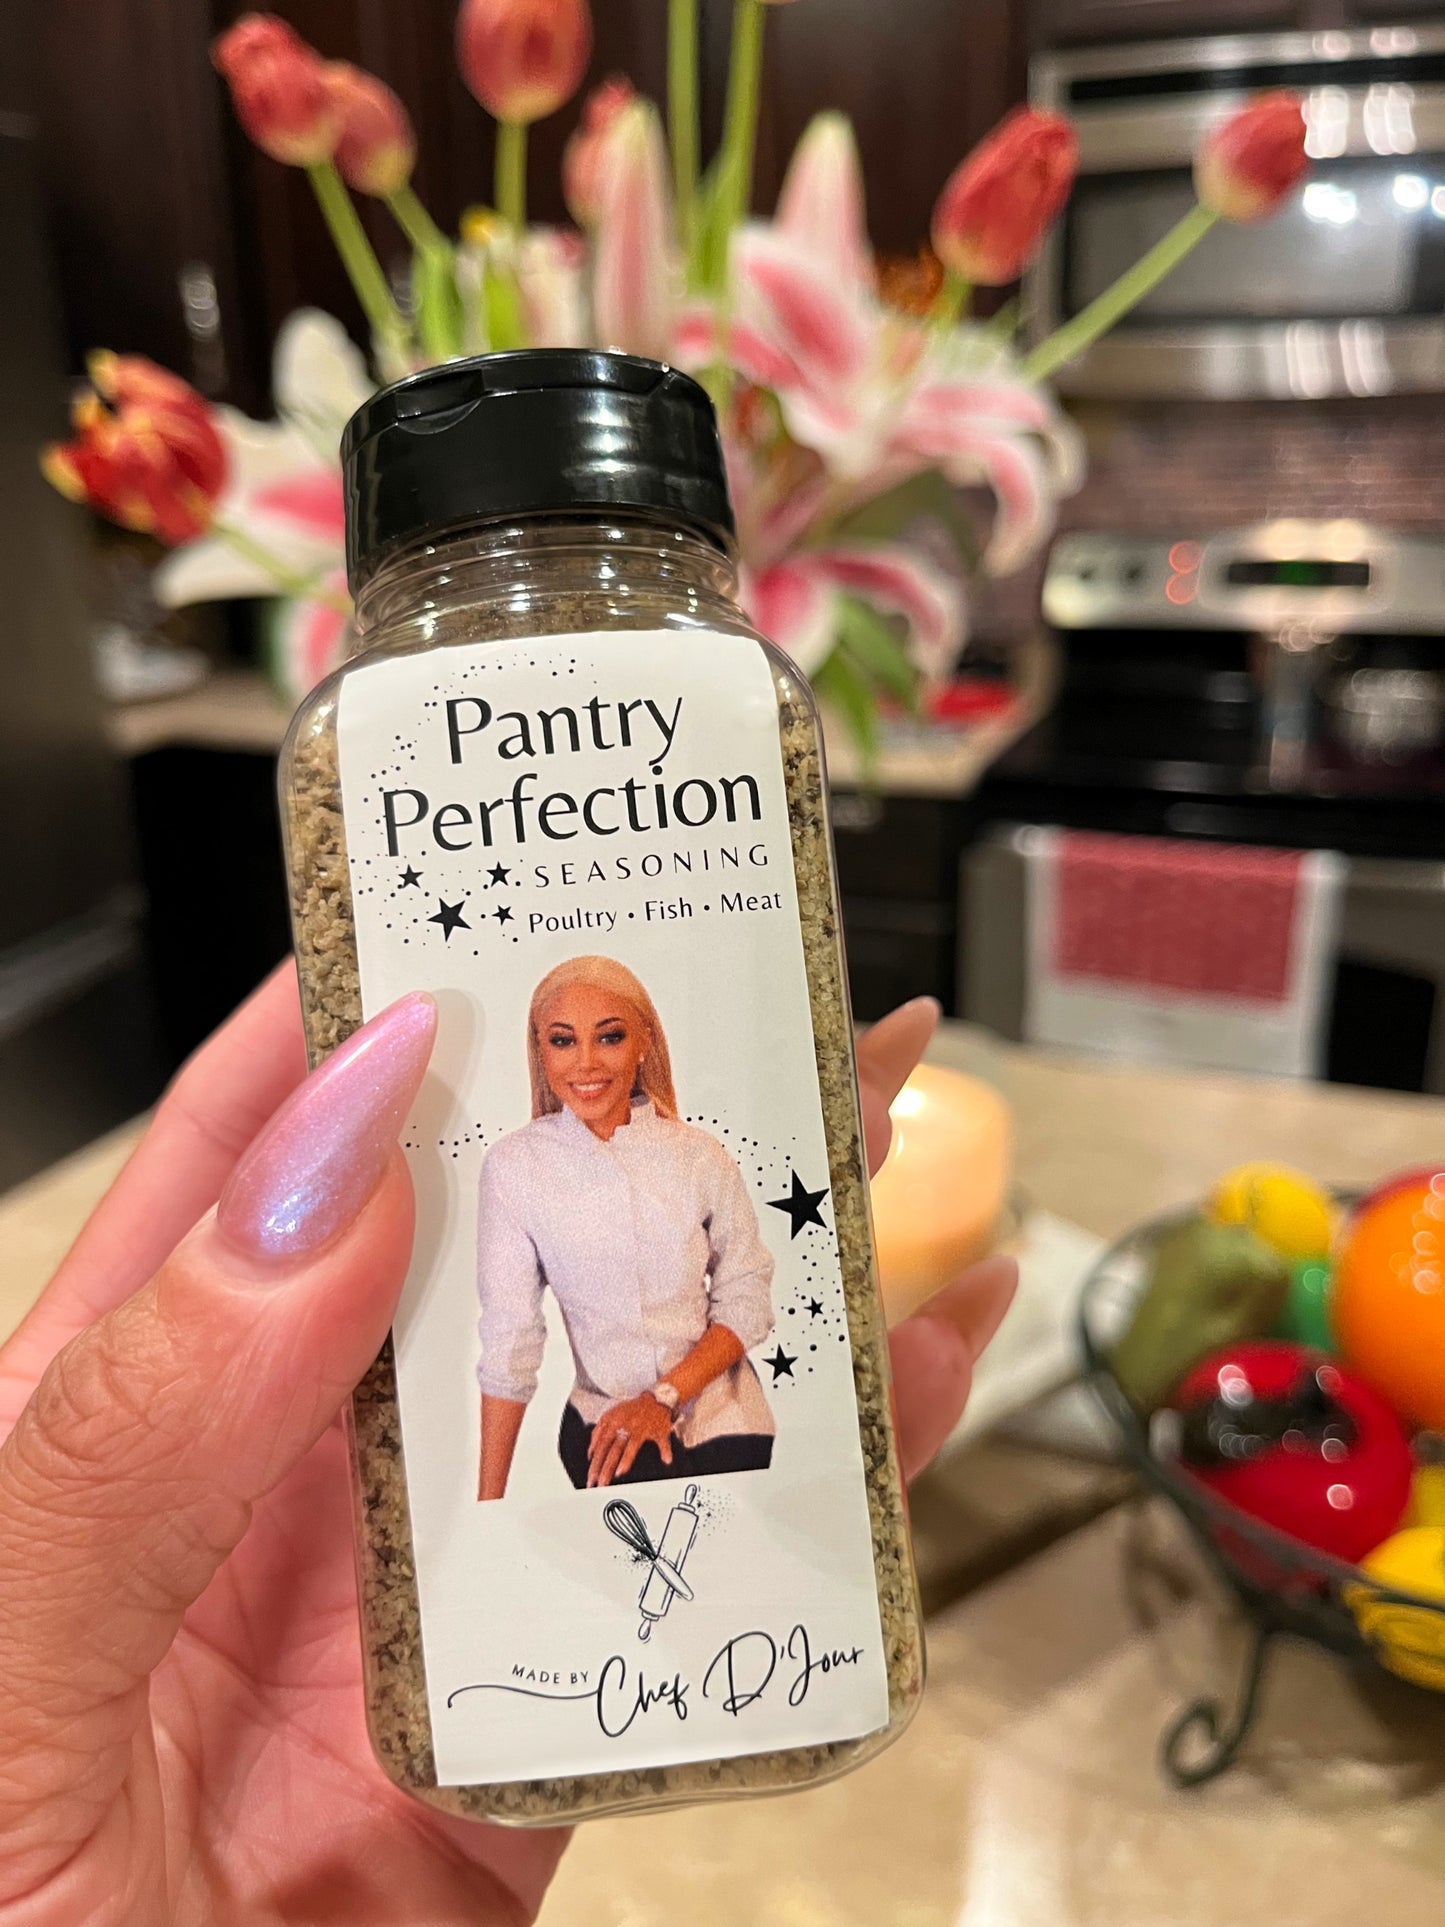 Pantry
Perfection
SEASONING
Poultry • Fish • Meat
MADE BY Chef D'Jour